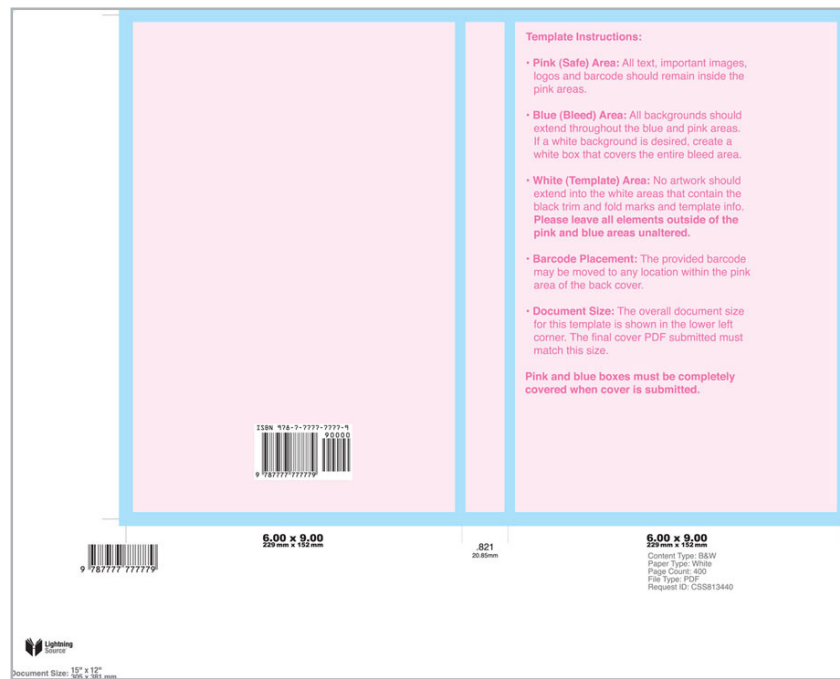 Template Instructions:
• Pink (Safe) Area: All text, important images,
logos and barcode should remain inside the
pink areas.
• Blue (Bleed) Area: All backgrounds should
extend throughout the blue and pink areas.
If a white background is desired, create a
white box that covers the entire bleed area.
• White (Template) Area: No artwork should
extend into the white areas that contain the
black trim and fold marks and template info.
Please leave all elements outside of the
pink and blue areas unaltered.
• Barcode Placement: The provided barcode
may be moved to any location within the pink
area of the back cover.
• Document Size: The overall document size
for this template is shown in the lower left
corner. The final cover PDF submitted must
match this size.
Pink and blue boxes must be completely
covered when cover is submitted.
ISBN 978-7-7777-7777-9
90000
9 787777 777779
6.00 x 9.00
229 mm x 152 mm
.821
20.85mm
6.00 x 9.00
229 mm x 152 mm
Content Type: B&W
Paper Type: White
Page Count: 400
File Type: PDF
Request ID: CSS813440
9 787777 777779
Lightning
Source
Document Size: 15" x 12"
305 x 381 mm